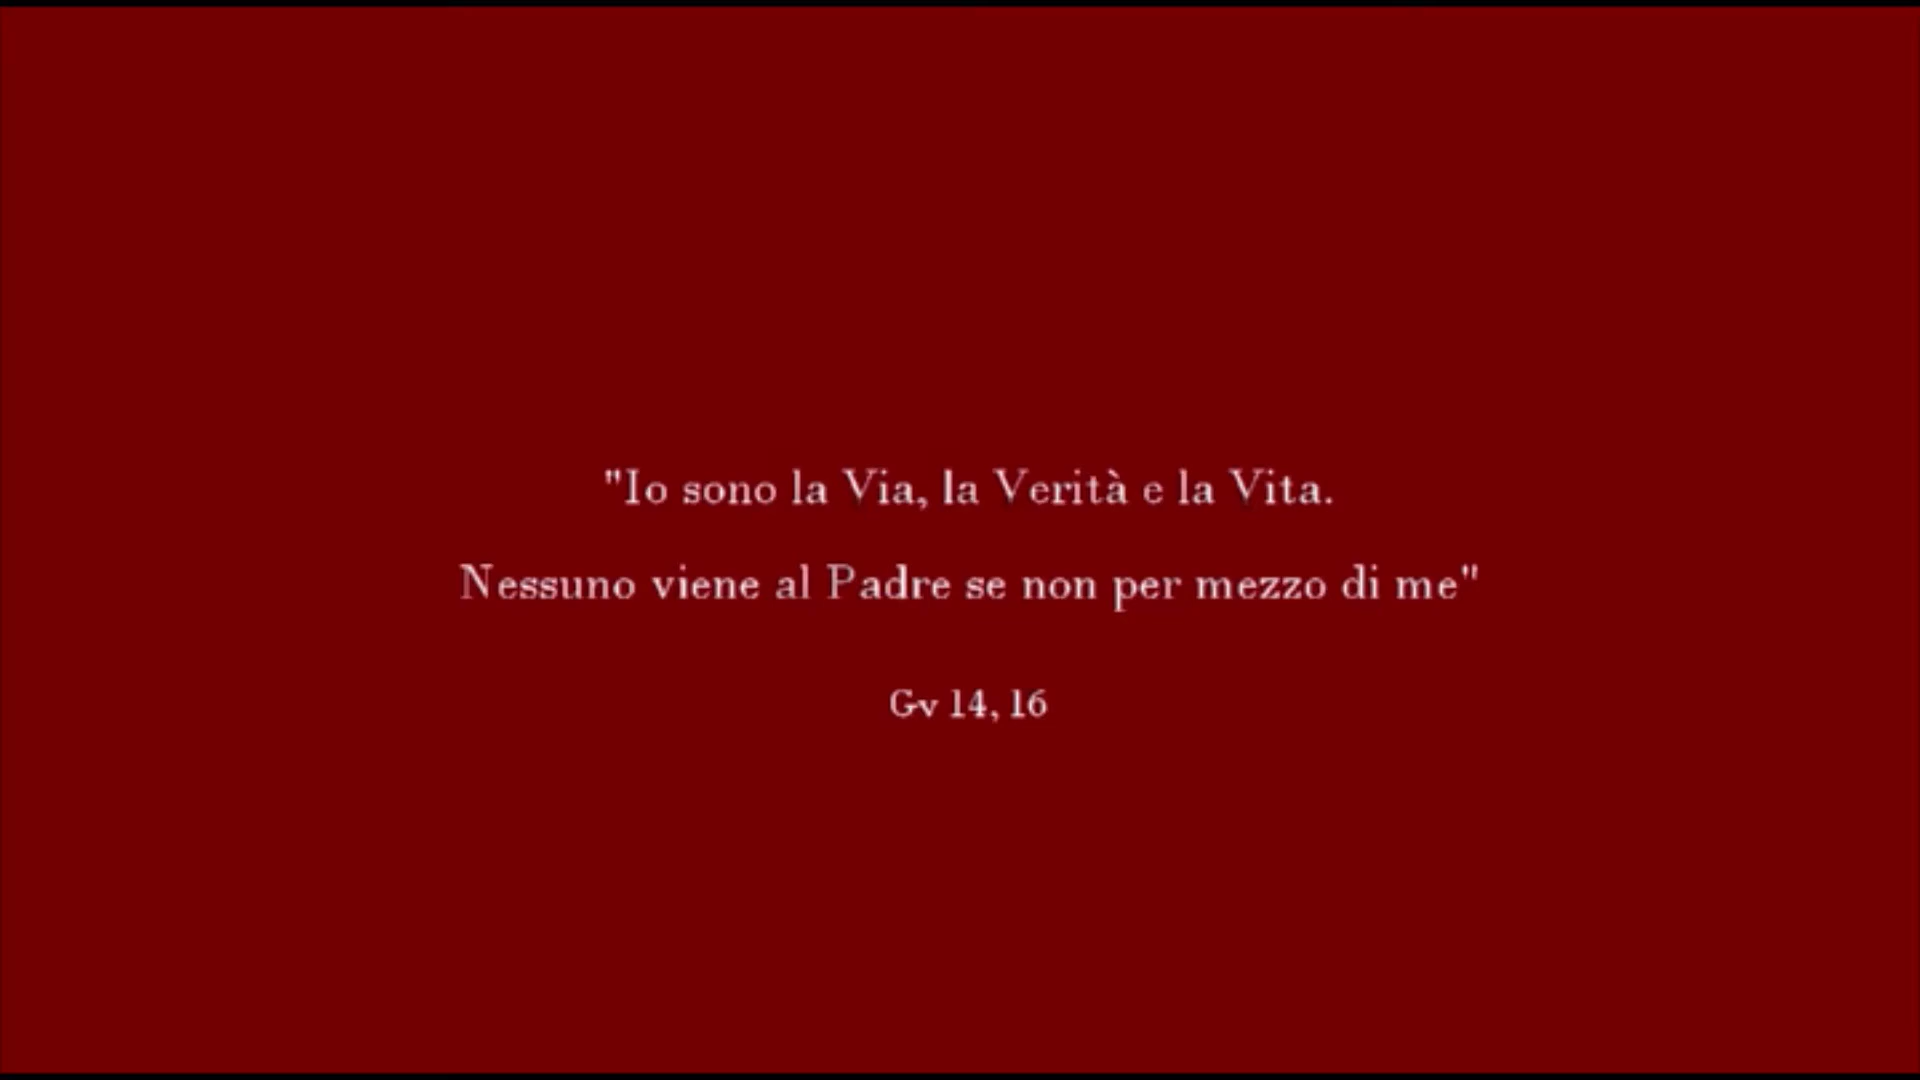 "Io sono la Via, la Verità e la Vita.
Nessuno viene al Padre se non per mezzo di me"
Gv 14, 16